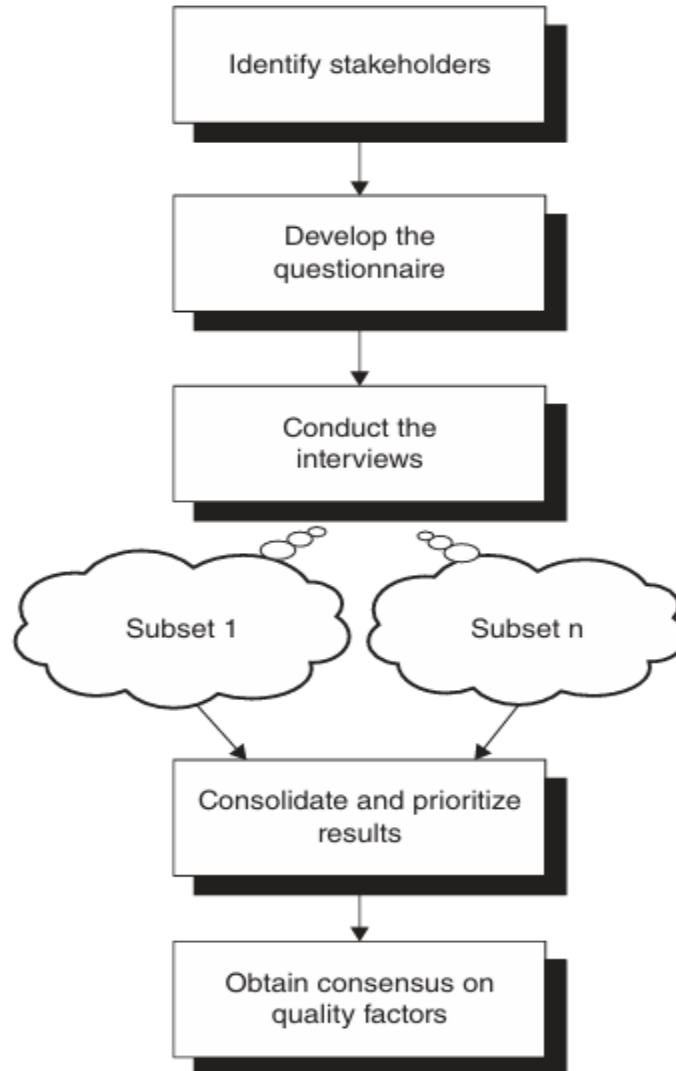 Identify stakeholders
Develop the
questionnaire
Conduct the
interviews
Subset 1
Subset n
Consolidate and prioritize
results
Obtain consensus on
quality factors